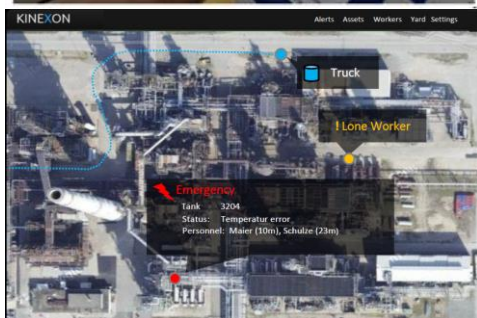 KINEXON
Alerts Assets Workers Yard Settings
Truck
! Lone Worker
Emergency
Tank 3204
Status: Temperatur error
Personnel: Maier (10m), Schulze (23m)